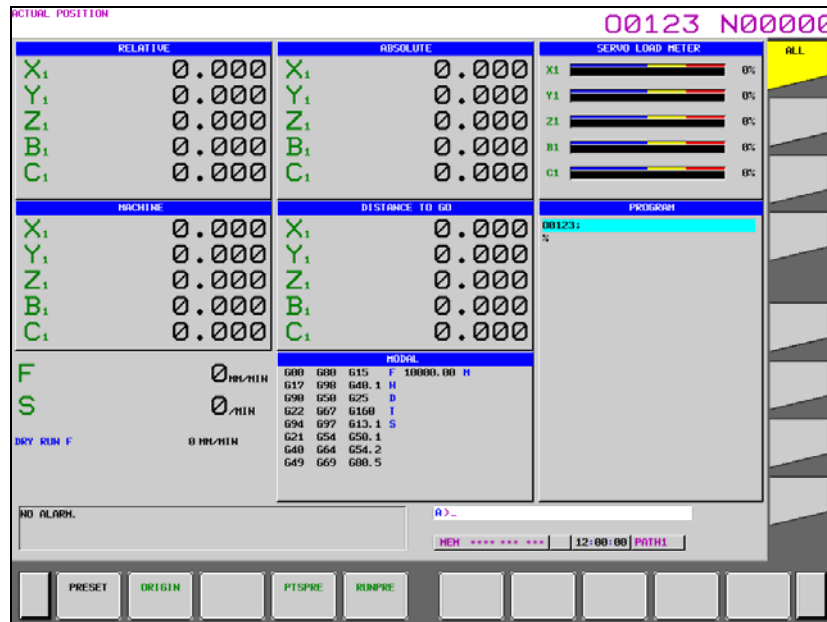 ACTUAL POSITION
O0123 N00000
RELATIVE
X1 0.000
Y1 0.000
Z1 0.000
B1 0.000
C1 0.000
ABSOLUTE
X1 0.000
Y1 0.000
Z1 0.000
B1 0.000
C1 0.000
SERVO LOAD METER
X1 0%
Y1 0%
Z1 0%
B1 0%
C1 0%
ALL
MACHINE
X1 0.000
Y1 0.000
Z1 0.000
B1 0.000
C1 0.000
DISTANCE TO GO
X1 0.000
Y1 0.000
Z1 0.000
B1 0.000
C1 0.000
PROGRAM
O0123;
%
F 0 MM/MIN
S 0 /MIN
DRY RUN F 0 MM/MIN
MODAL
G00 G80 G15 F 10000.00 M
G17 G98 G40.1 H
G90 G50 G25 D
G22 G67 G160 T
G94 G97 G13.1 S
G21 G54 G50.1
G40 G64 G54.2
G49 G69 G80.5
NO ALARM.
A>_
MEM **** *** *** 12:00:00 PATH1
PRESET ORIGIN PTSPRE RUNPRE